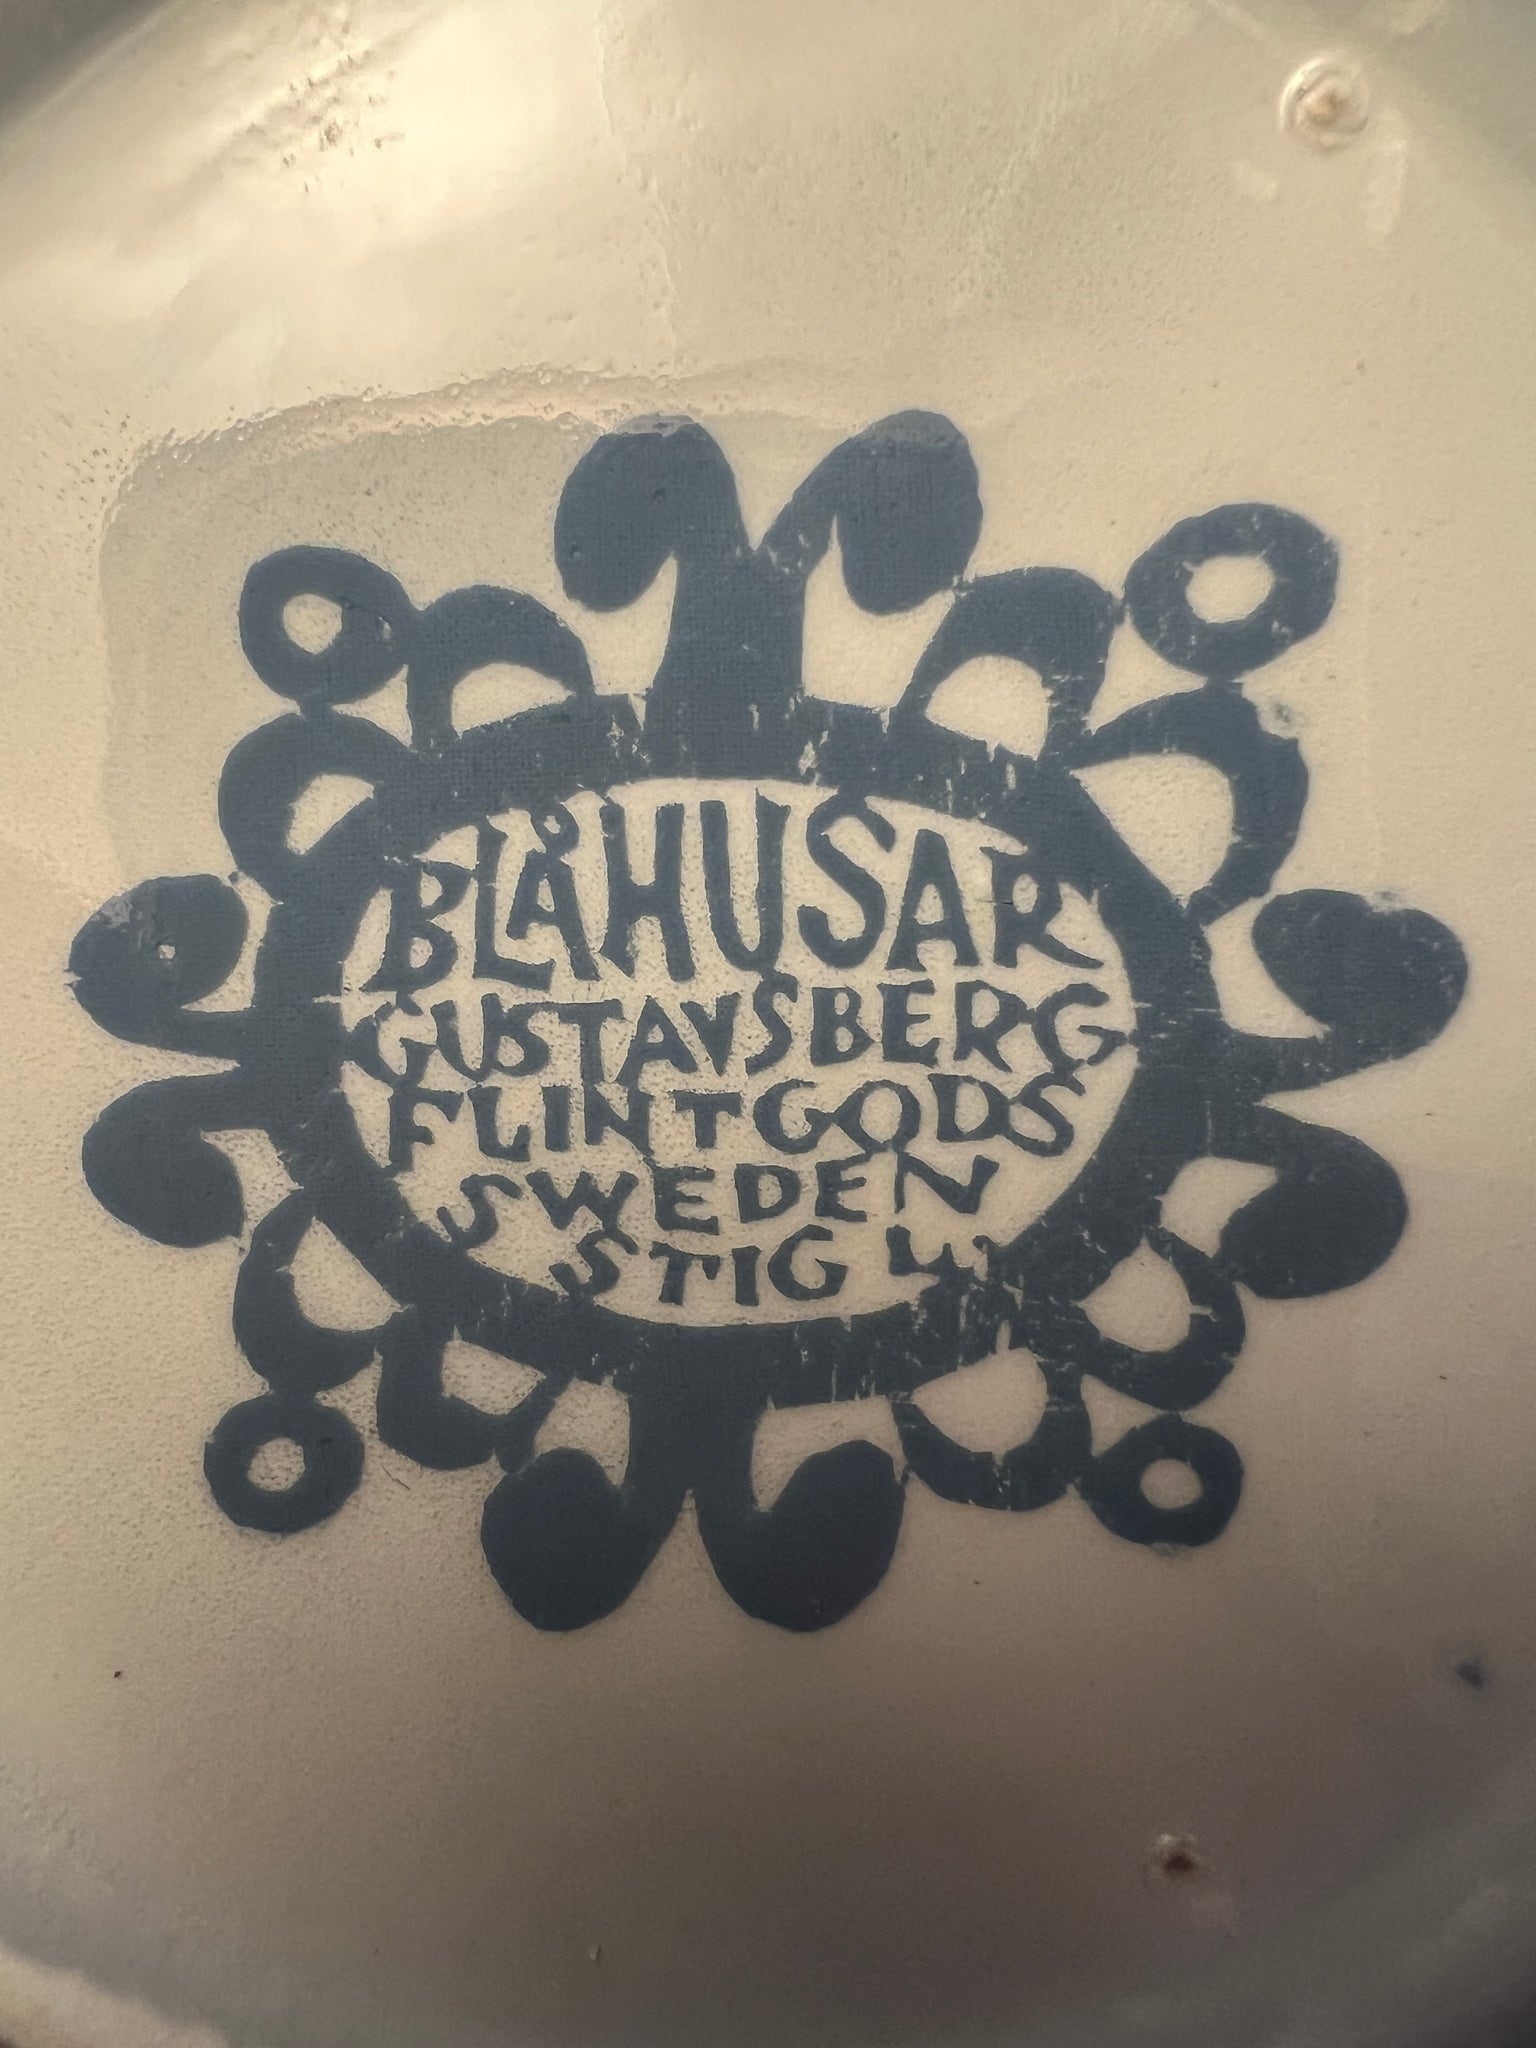 BLÅHUSAR
GUSTAVSBERG
FLINTGODS
SWEDEN
STIG L.